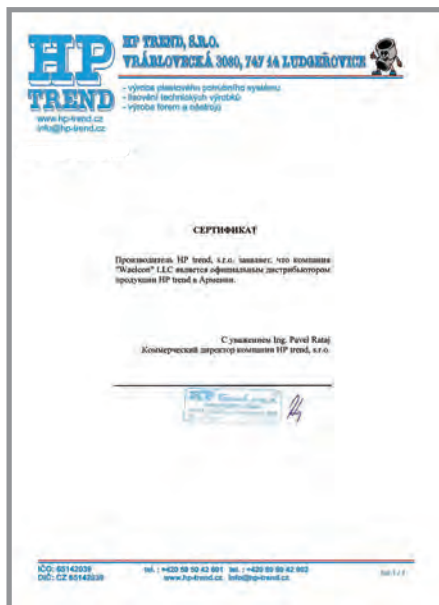 HP
TREND
www.hp-trend.cz
info@hp-trend.cz
HP TREND, S.R.O.
VRÁBLOVECKÁ 3080, 747 14 LUDGEŘOVICE
- výroba plastového potrubního systému
- lisování technických výrobků
- výroba forem a nástrojů
СЕРТИФИКАТ
Производитель HP trend, s.r.o. заявляет, что компания
"Waelcon" LLC является официальным дистрибьютором
продукции HP trend в Армении.
С уважением Ing. Pavel Rataj
Коммерческий директор компании HP trend, s.r.o.
HP Trend, s.r.o.
IČO: 65142039
DIČ: CZ 65142039
tel. : +420 59 50 42 601 tel. : +420 59 50 42 602
www.hp-trend.cz info@hp-trend.cz